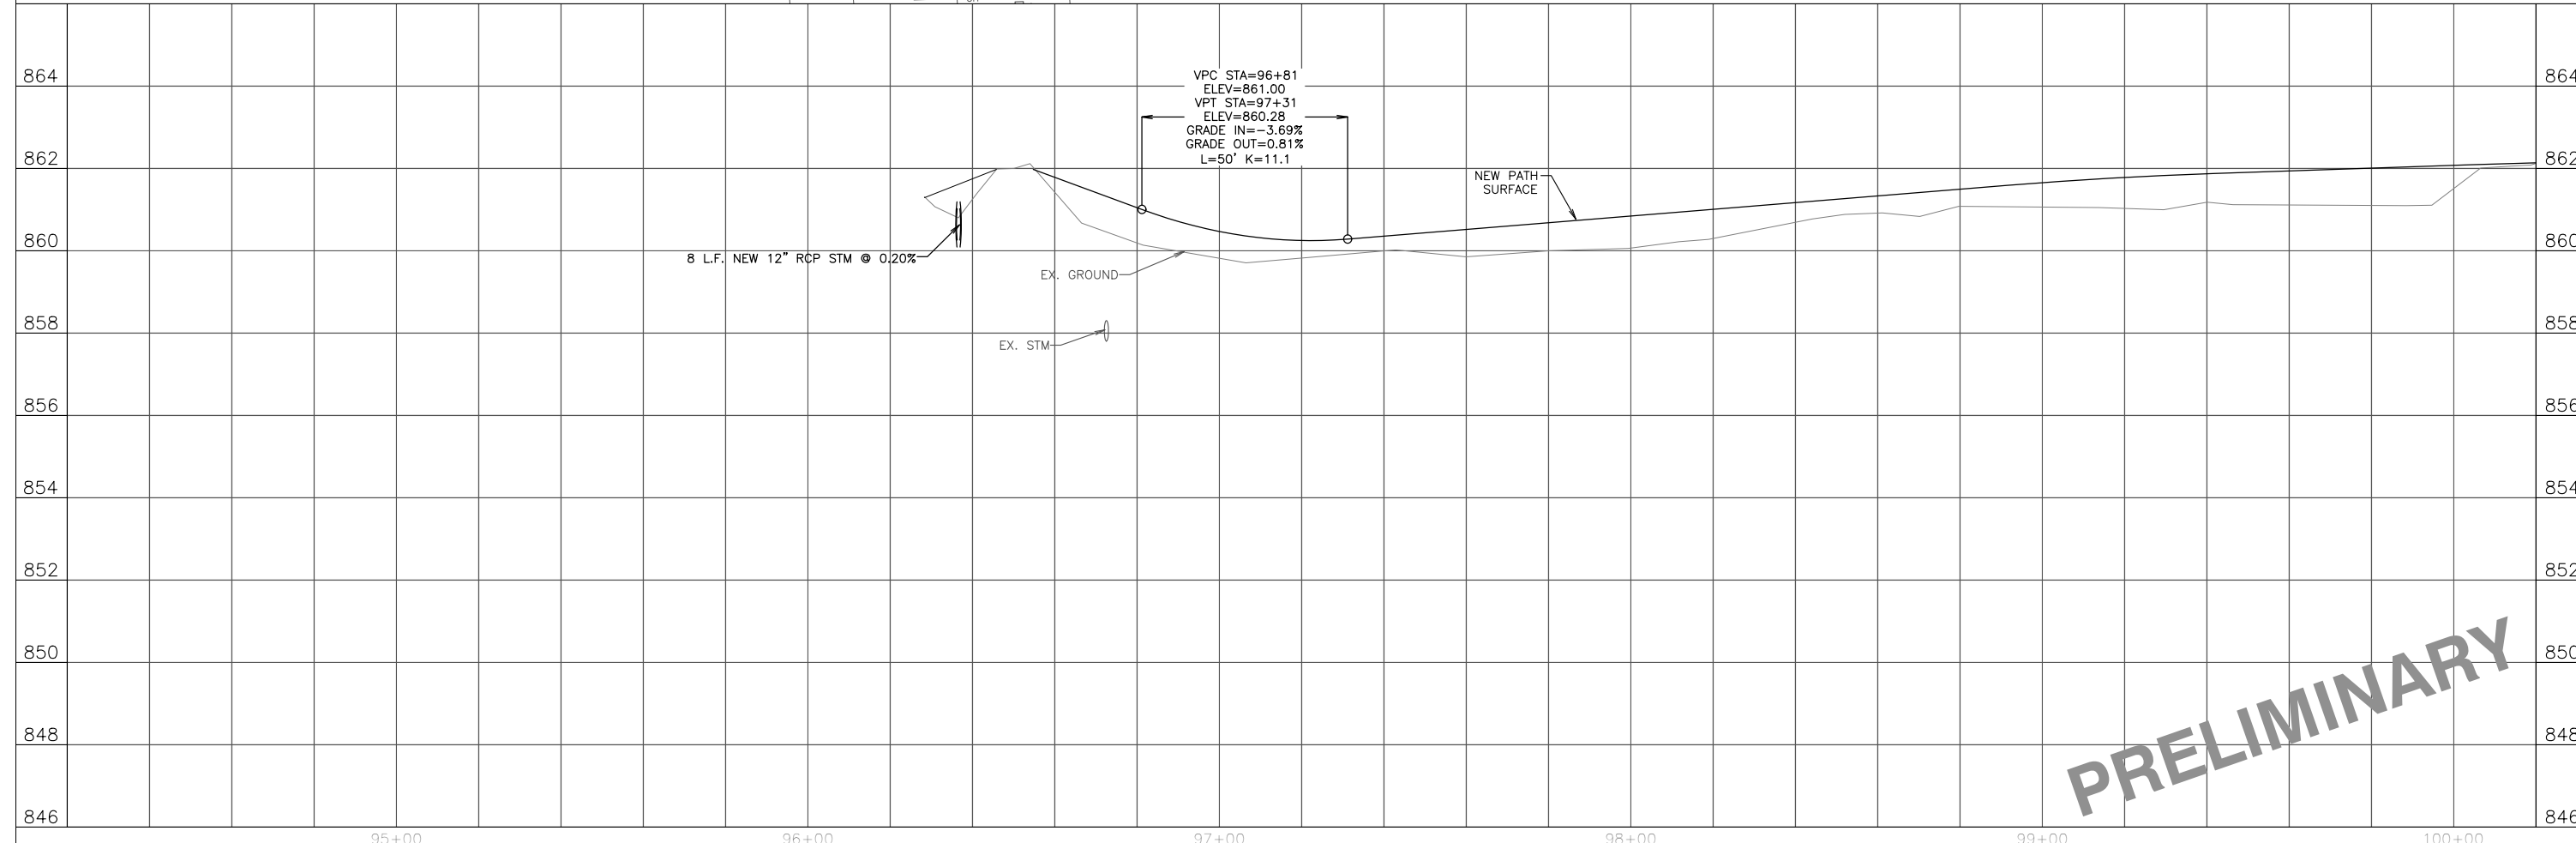 864
864
VPC STA=96+81
ELEV=861.00
VPT STA=97+31
ELEV=860.28
GRADE IN=-3.69%
GRADE OUT=0.81%
L=50' K=11.1
862
862
NEW PATH
SURFACE
860
860
8 L.F. NEW 12" RCP STM @ 0.20%
EX. GROUND
858
858
EX. STM
856
856
854
854
852
852
850
850
PRELIMINARY
848
848
846
846
95+00
96+00
97+00
98+00
99+00
100+00